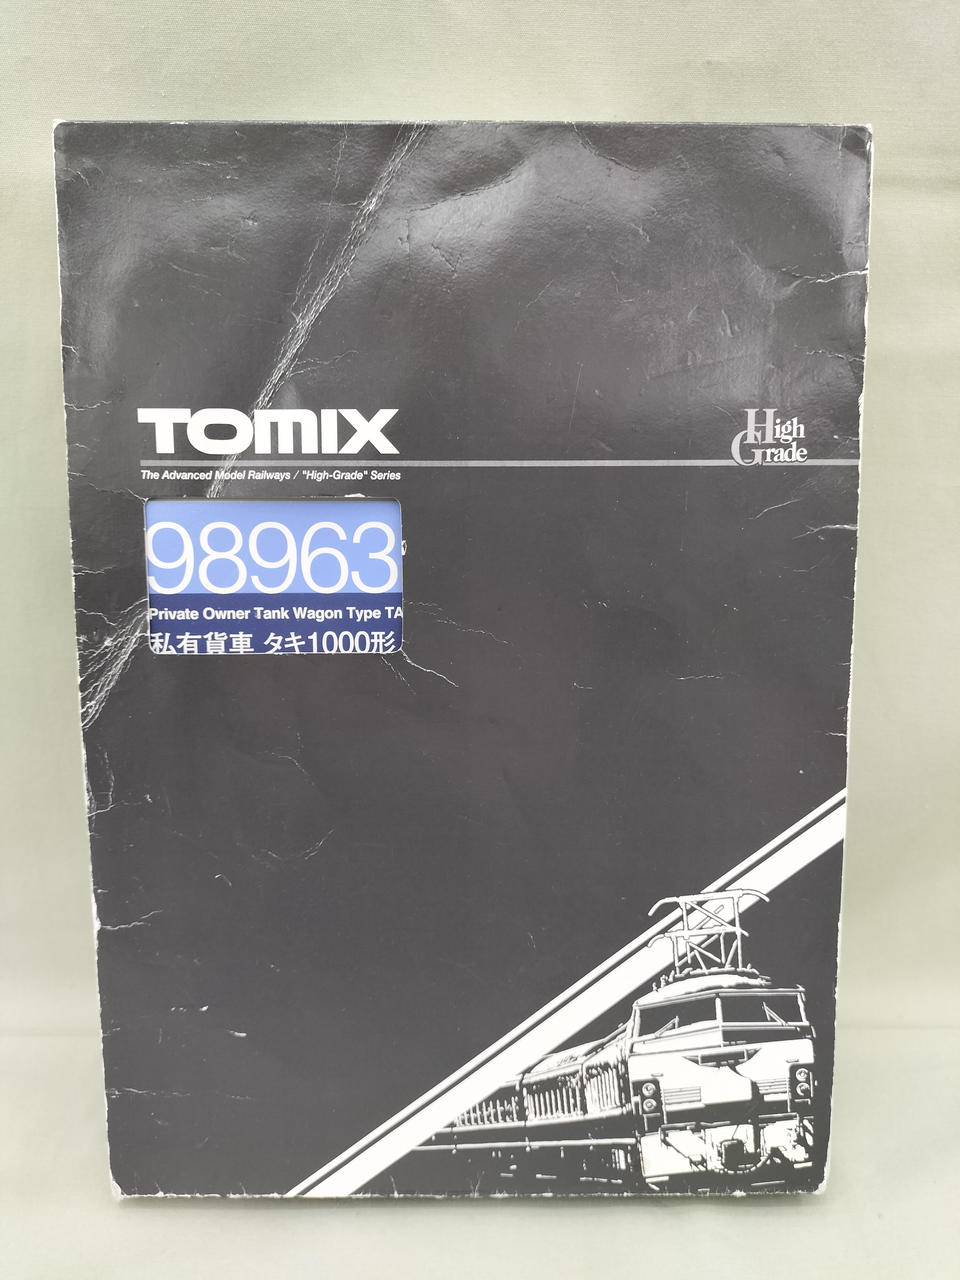 TOMIX
High
Grade
The Advanced Model Railways / "High-Grade" Series
98963
Private Owner Tank Wagon Type TA
私有貨車 タキ1000形